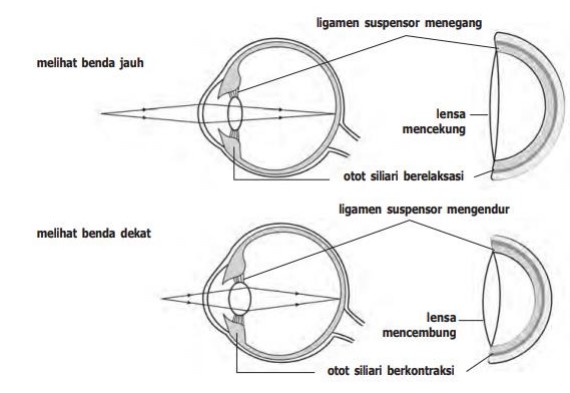 ligamen suspensor menegang
melihat benda jauh
lensa
mencekung
otot siliari berelaksasi
ligamen suspensor mengendur
melihat benda dekat
lensa
mencembung
otot siliari berkontraksi